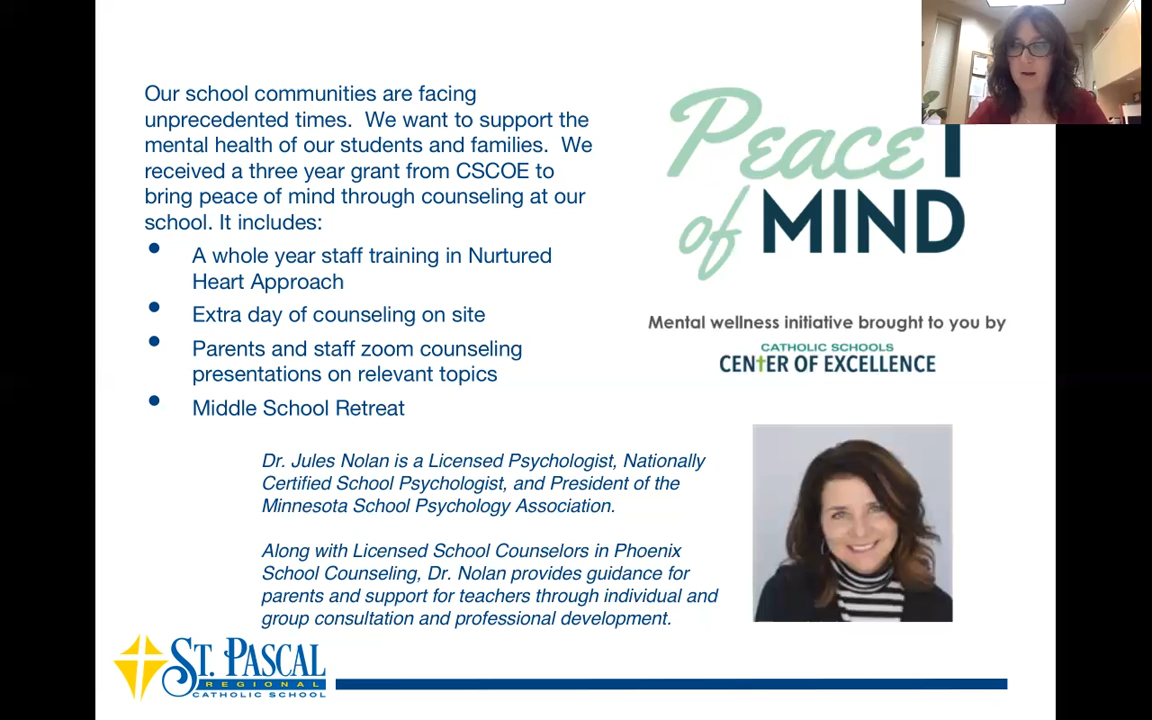 Our school communities are facing
unprecedented times. We want to support the
mental health of our students and families. We
received a three year grant from CSCOE to
bring peace of mind through counseling at our
school. It includes:
• A whole year staff training in Nurtured
Heart Approach
• Extra day of counseling on site
• Parents and staff zoom counseling
presentations on relevant topics
• Middle School Retreat
Peace
of MIND
Mental wellness initiative brought to you by
CATHOLIC SCHOOLS
CENTER OF EXCELLENCE
Dr. Jules Nolan is a Licensed Psychologist, Nationally
Certified School Psychologist, and President of the
Minnesota School Psychology Association.
Along with Licensed School Counselors in Phoenix
School Counseling, Dr. Nolan provides guidance for
parents and support for teachers through individual and
group consultation and professional development.
ST. PASCAL
REGIONAL
CATHOLIC SCHOOL